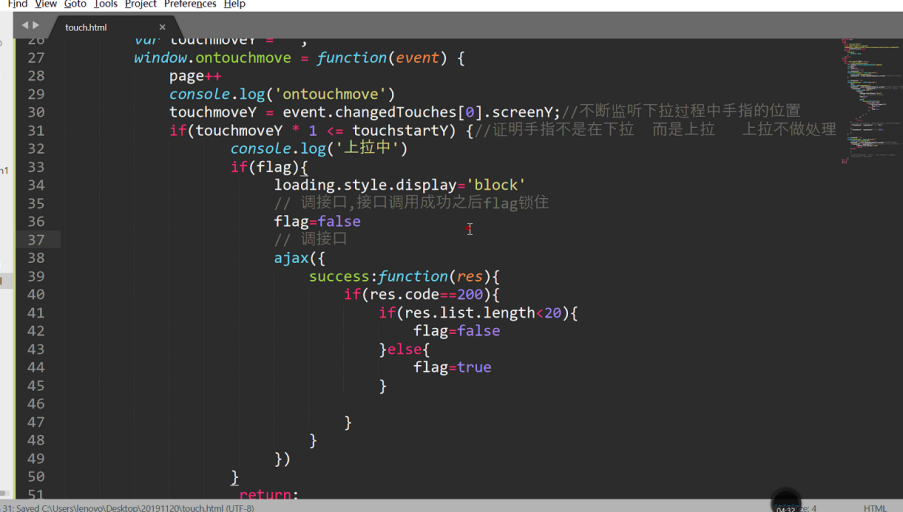 Find View Goto Tools Project Preferences Help
touch.html
26 var touchmoveY = '';
27 window.ontouchmove = function(event) {
28 page++
29 console.log('ontouchmove')
30 touchmoveY = event.changedTouches[0].screenY;//不断监听下拉过程中手指的位置
31 if(touchmoveY * 1 <= touchstartY) {//证明手指不是在下拉 而是上拉 上拉不做处理
32 console.log('上拉中')
33 if(flag){
34 loading.style.display='block'
35 // 调接口,接口调用成功之后flag锁住
36 flag=false
37 // 调接口
38 ajax({
39 success:function(res){
40 if(res.code==200){
41 if(res.list.length<20){
42 flag=false
43 }else{
44 flag=true
45 }
46
47 }
48 }
49 })
50 }
51 return;
31: Saved C:\Users\lenovo\Desktop\20191120\touch.html (UTF-8)
04:32
ze: 4
HTML